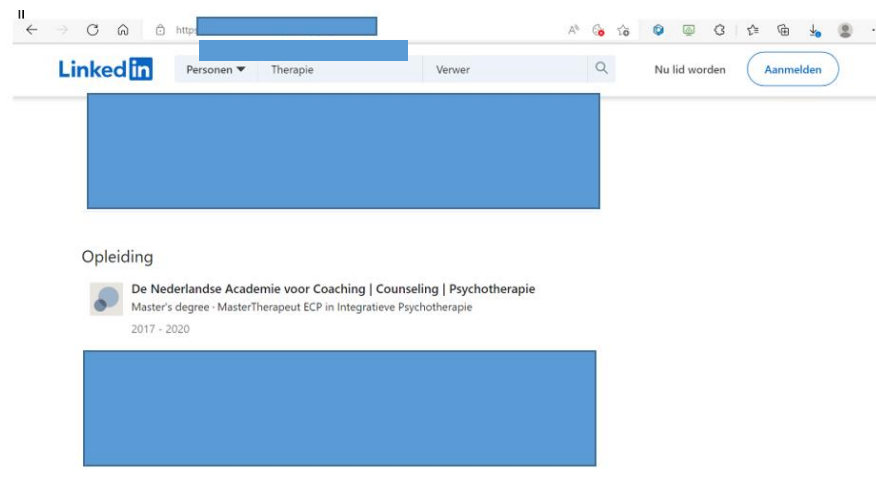 II
https
Linkedin Personen Therapie Verwer Nu lid worden Aanmelden
Opleiding
De Nederlandse Academie voor Coaching | Counseling | Psychotherapie
Master's degree · MasterTherapeut ECP in Integratieve Psychotherapie
2017 - 2020